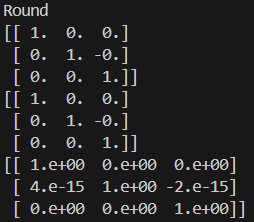 Round
[[ 1.  0.  0.]
 [ 0.  1. -0.]
 [ 0.  0.  1.]]
[[ 1.  0.  0.]
 [ 0.  1. -0.]
 [ 0.  0.  1.]]
[[ 1.e+00  0.e+00  0.e+00]
 [ 4.e-15  1.e+00 -2.e-15]
 [ 0.e+00  0.e+00  1.e+00]]